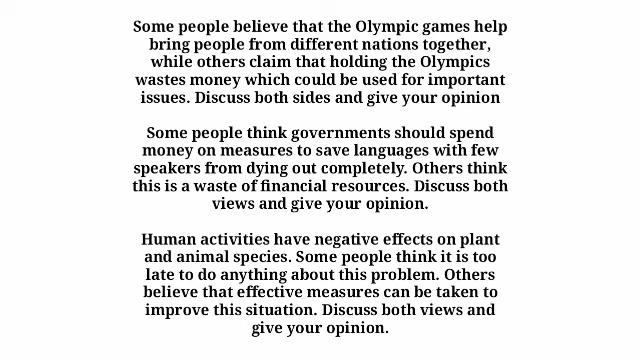 Some people believe that the Olympic games help
bring people from different nations together,
while others claim that holding the Olympics
wastes money which could be used for important
issues. Discuss both sides and give your opinion
Some people think governments should spend
money on measures to save languages with few
speakers from dying out completely. Others think
this is a waste of financial resources. Discuss both
views and give your opinion.
Human activities have negative effects on plant
and animal species. Some people think it is too
late to do anything about this problem. Others
believe that effective measures can be taken to
improve this situation. Discuss both views and
give your opinion.